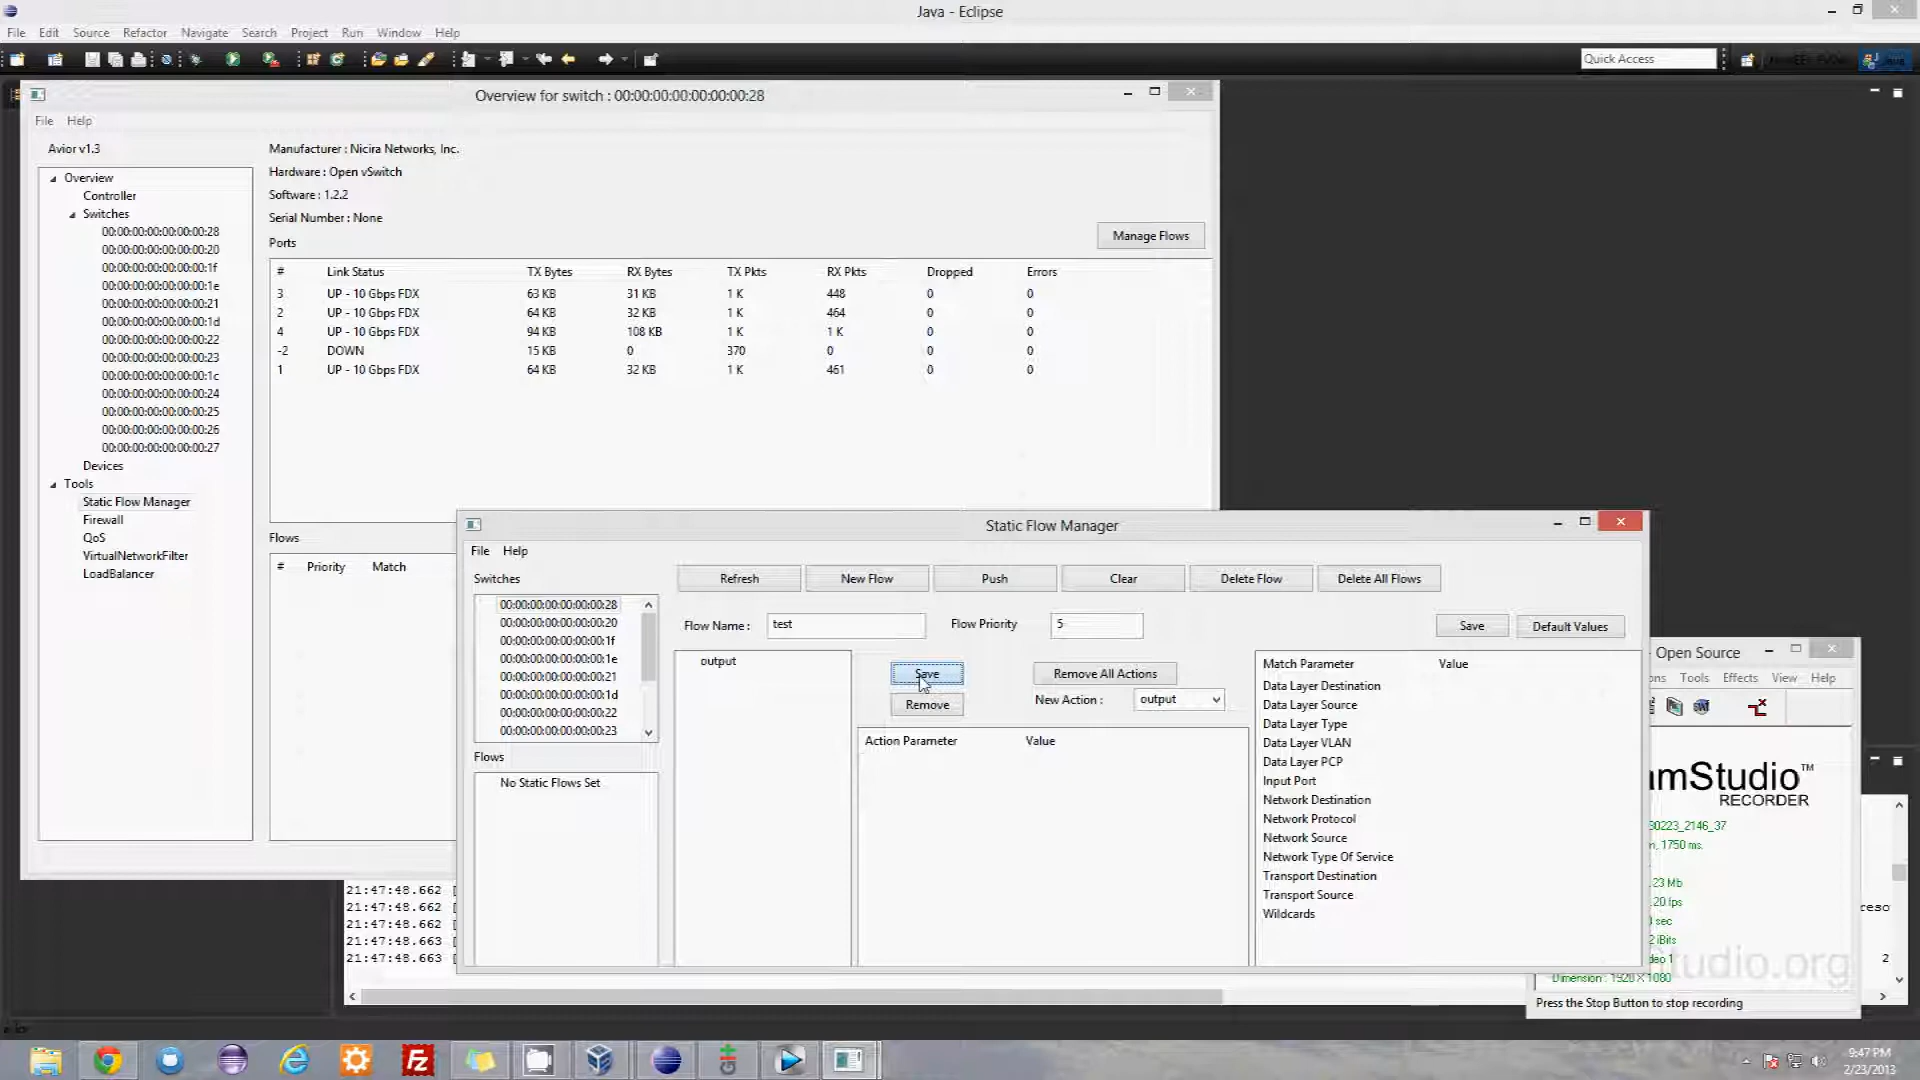 Java - Eclipse
File Edit Source Refactor Navigate Search Project Run Window Help
Quick Access
Overview for switch : 00:00:00:00:00:00:00:28
File Help
Avior v1.3
Overview
Controller
Switches
00:00:00:00:00:00:00:28
00:00:00:00:00:00:00:20
00:00:00:00:00:00:00:1f
00:00:00:00:00:00:00:1e
00:00:00:00:00:00:00:21
00:00:00:00:00:00:00:1d
00:00:00:00:00:00:00:22
00:00:00:00:00:00:00:23
00:00:00:00:00:00:00:1c
00:00:00:00:00:00:00:24
00:00:00:00:00:00:00:25
00:00:00:00:00:00:00:26
00:00:00:00:00:00:00:27
Devices
Tools
Static Flow Manager
Firewall
QoS
VirtualNetworkFilter
LoadBalancer
Manufacturer : Nicira Networks, Inc.
Hardware : Open vSwitch
Software : 1.2.2
Serial Number : None
Ports
Manage Flows
# Link Status TX Bytes RX Bytes TX Pkts RX Pkts Dropped Errors
3 UP - 10 Gbps FDX 63 KB 31 KB 1 K 448 0 0
2 UP - 10 Gbps FDX 64 KB 32 KB 1 K 464 0 0
4 UP - 10 Gbps FDX 94 KB 108 KB 1 K 1 K 0 0
-2 DOWN 15 KB 0 370 0 0 0
1 UP - 10 Gbps FDX 64 KB 32 KB 1 K 461 0 0
Flows
# Priority Match
Static Flow Manager
File Help
Switches
00:00:00:00:00:00:00:28
00:00:00:00:00:00:00:20
00:00:00:00:00:00:00:1f
00:00:00:00:00:00:00:1e
00:00:00:00:00:00:00:21
00:00:00:00:00:00:00:1d
00:00:00:00:00:00:00:22
00:00:00:00:00:00:00:23
Flows
No Static Flows Set
Refresh New Flow Push Clear Delete Flow Delete All Flows
Flow Name : test Flow Priority 5 Save Default Values
output
Save Remove All Actions
Remove New Action : output
Action Parameter Value
Match Parameter Value
Data Layer Destination
Data Layer Source
Data Layer Type
Data Layer VLAN
Data Layer PCP
Input Port
Network Destination
Network Protocol
Network Source
Network Type Of Service
Transport Destination
Transport Source
Wildcards
Open Source
ons Tools Effects View Help
amStudio™
RECORDER
30223_2146_37
n, 1750 ms.
.23 Mb
.20 fps
sec
2 iBits
Dimension : 1920 X 1080
tudio.org
Press the Stop Button to stop recording
21:47:48.662 [
21:47:48.662 [
21:47:48.662 [
21:47:48.663 [
21:47:48.663 [
reso
2
9:47 PM
2/23/2013